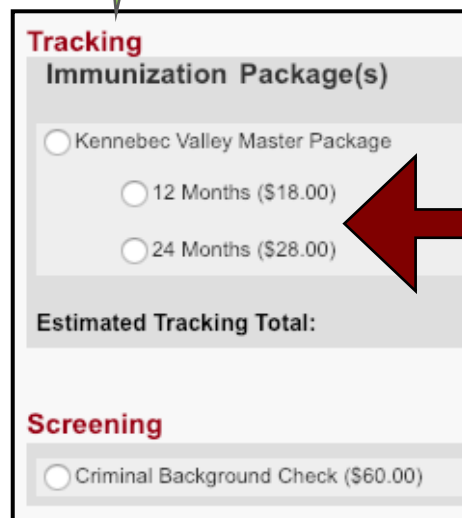 Tracking
Immunization Package(s)
Kennebec Valley Master Package
12 Months ($18.00)
24 Months ($28.00)
Estimated Tracking Total:
Screening
Criminal Background Check ($60.00)